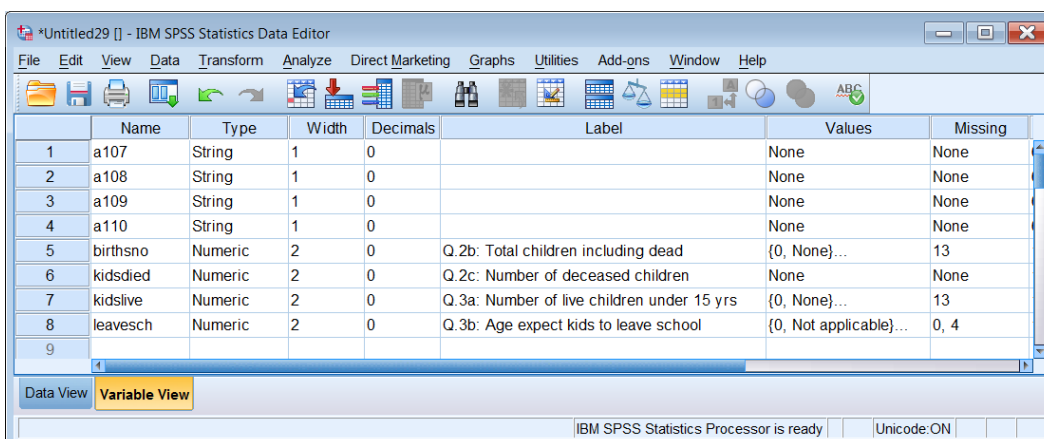 *Untitled29 [] - IBM SPSS Statistics Data Editor
File Edit View Data Transform Analyze Direct Marketing Graphs Utilities Add-ons Window Help
Name Type Width Decimals Label Values Missing
1 a107 String 1 0 None None
2 a108 String 1 0 None None
3 a109 String 1 0 None None
4 a110 String 1 0 None None
5 birthsno Numeric 2 0 Q.2b: Total children including dead {0, None}... 13
6 kidsdied Numeric 2 0 Q.2c: Number of deceased children None None
7 kidslive Numeric 2 0 Q.3a: Number of live children under 15 yrs {0, None}... 13
8 leavesch Numeric 2 0 Q.3b: Age expect kids to leave school {0, Not applicable}... 0, 4
9
Data View Variable View
IBM SPSS Statistics Processor is ready Unicode:ON